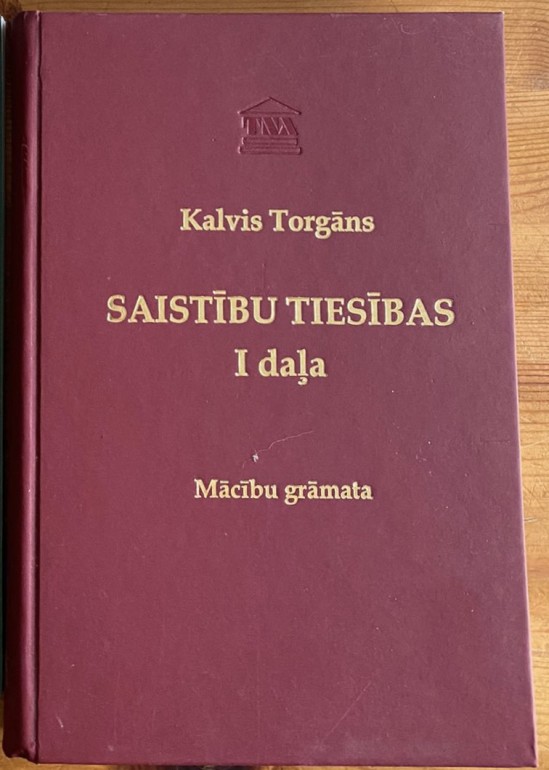 TNA
Kalvis Torgāns
SAISTĪBU TIESĪBAS
I daļa
Mācību grāmata